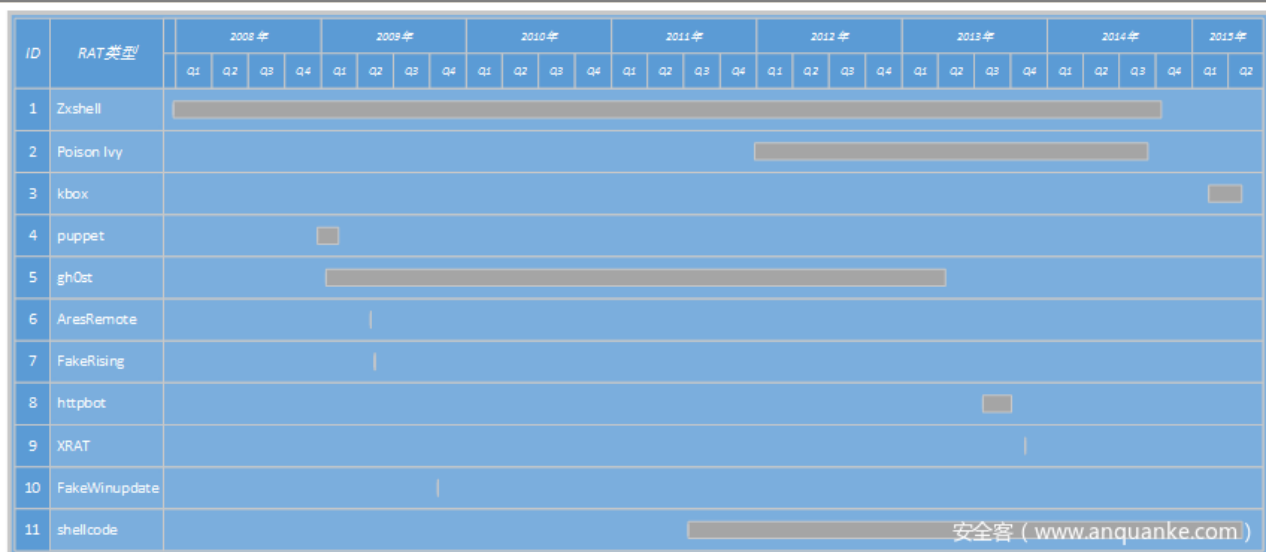 ID RAT类型 2008年 2009年 2010年 2011年 2012年 2013年 2014年 2015年
Q1 Q2 Q3 Q4 Q1 Q2 Q3 Q4 Q1 Q2 Q3 Q4 Q1 Q2 Q3 Q4 Q1 Q2 Q3 Q4 Q1 Q2 Q3 Q4 Q1 Q2 Q3 Q4 Q1 Q2
1 Zxshell
2 Poison Ivy
3 kbox
4 puppet
5 gh0st
6 AresRemote
7 FakeRising
8 httpbot
9 XRAT
10 FakeWinupdate
11 shellcode
安全客（www.anquanke.com）